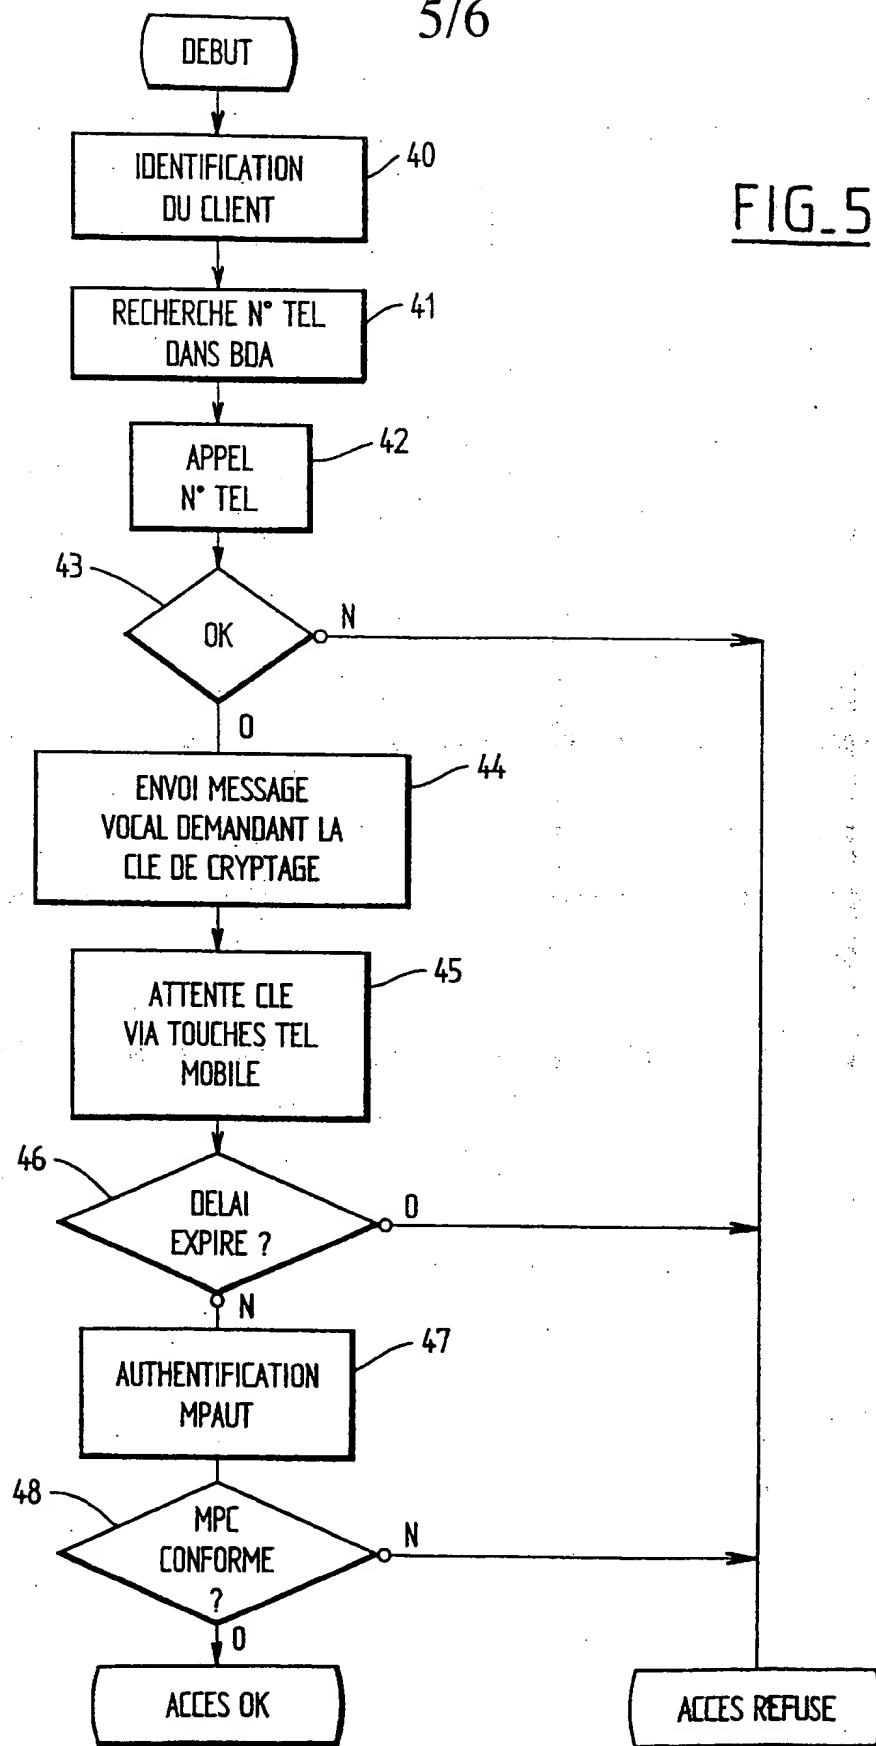 5/6
DEBUT
IDENTIFICATION
DU CLIENT
40
FIG_5
RECHERCHE N° TEL
DANS BDA
41
APPEL
N° TEL
42
43
OK
N
O
ENVOI MESSAGE
VOCAL DEMANDANT LA
CLE DE CRYPTAGE
44
ATTENTE CLE
VIA TOUCHES TEL
MOBILE
45
46
DELAI
EXPIRE ?
O
N
AUTHENTIFICATION
MPAUT
47
48
MPC
CONFORME
?
N
O
ACCES OK
ACCES REFUSE